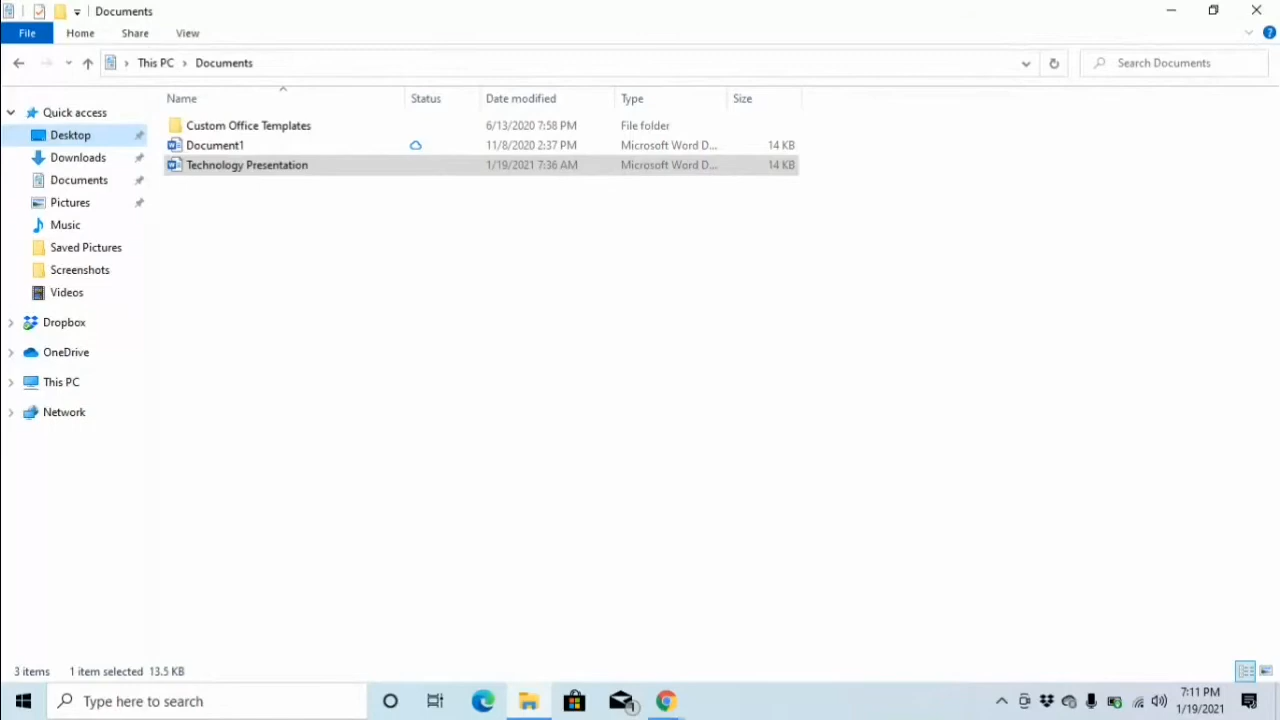 Documents
File Home Share View
This PC Documents
Search Documents
Name Status Date modified Type Size
Quick access
Desktop
Downloads
Documents
Pictures
Music
Saved Pictures
Screenshots
Videos
Dropbox
OneDrive
This PC
Network
Custom Office Templates 6/13/2020 7:58 PM File folder
Document1 11/8/2020 2:37 PM Microsoft Word D... 14 KB
Technology Presentation 1/19/2021 7:36 AM Microsoft Word D... 14 KB
3 items 1 item selected 13.5 KB
Type here to search
1
7:11 PM
1/19/2021